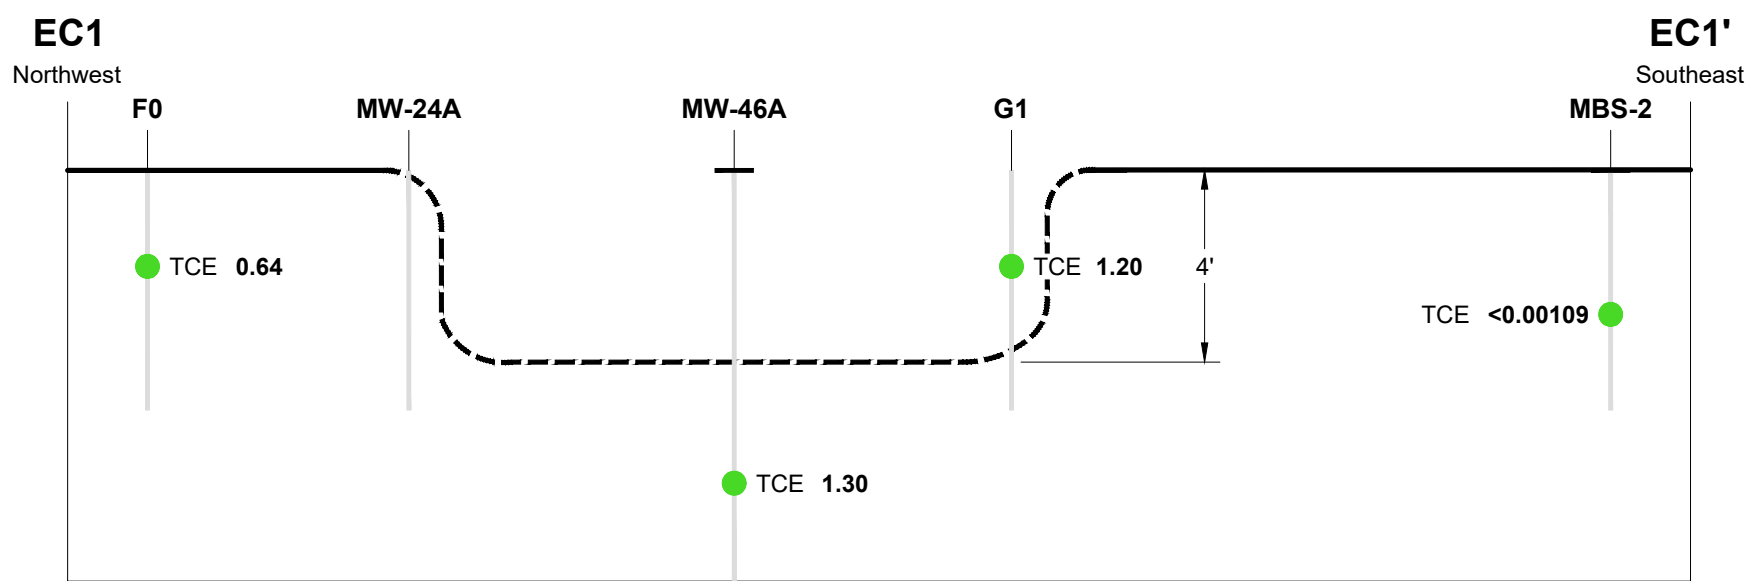 EC1
EC1'
Northwest
Southeast
F0
MW-24A
MW-46A
G1
MBS-2
TCE 0.64
TCE 1.20
4'
TCE <0.00109
TCE 1.30